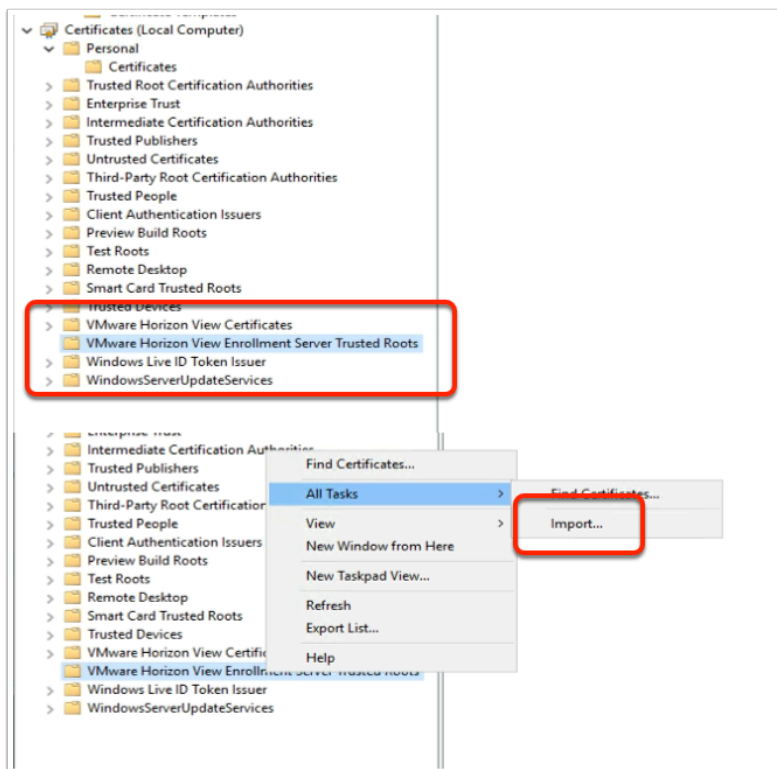 Certificate Templates
Certificates (Local Computer)
Personal
Certificates
Trusted Root Certification Authorities
Enterprise Trust
Intermediate Certification Authorities
Trusted Publishers
Untrusted Certificates
Third-Party Root Certification Authorities
Trusted People
Client Authentication Issuers
Preview Build Roots
Test Roots
Remote Desktop
Smart Card Trusted Roots
Trusted Devices
VMware Horizon View Certificates
VMware Horizon View Enrollment Server Trusted Roots
Windows Live ID Token Issuer
WindowsServerUpdateServices
Enterprise Trust
Intermediate Certification Authorities
Trusted Publishers
Untrusted Certificates
Third-Party Root Certification
Trusted People
Client Authentication Issuers
Preview Build Roots
Test Roots
Remote Desktop
Smart Card Trusted Roots
Trusted Devices
VMware Horizon View Certific
VMware Horizon View Enrollment Server Trusted Roots
Windows Live ID Token Issuer
WindowsServerUpdateServices
Find Certificates...
All Tasks
View
New Window from Here
New Taskpad View...
Refresh
Export List...
Help
Find Certificates...
Import...